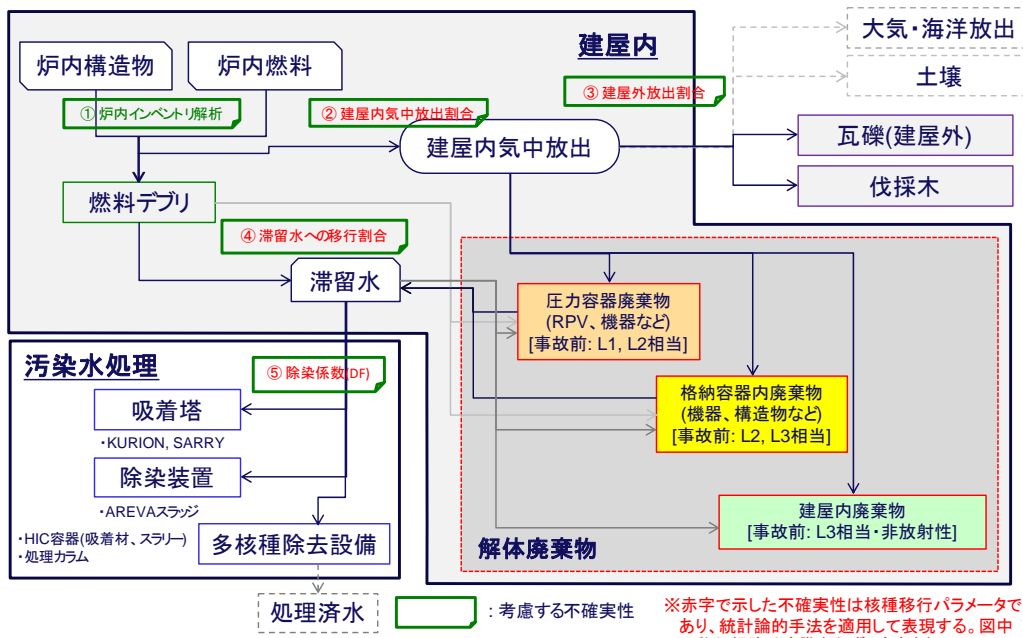 建屋内
大気・海洋放出
土壌
炉内構造物
炉内燃料
① 炉内インベントリ解析
② 建屋内気中放出割合
③ 建屋外放出割合
建屋内気中放出
瓦礫(建屋外)
伐採木
燃料デブリ
④ 滞留水への移行割合
滞留水
圧力容器廃棄物
(RPV、機器など)
[事故前: L1, L2相当]
格納容器内廃棄物
(機器、構造物など)
[事故前: L2, L3相当]
建屋内廃棄物
[事故前: L3相当・非放射性]
解体廃棄物
汚染水処理
⑤ 除染係数(DF)
吸着塔
・KURION, SARRY
除染装置
・AREVAスラッジ
・HIC容器(吸着材、スラリー)
・処理カラム
多核種除去設備
処理済水
: 考慮する不確実性
※赤字で示した不確実性は核種移行パラメータで
あり、統計論的手法を適用して表現する。図中